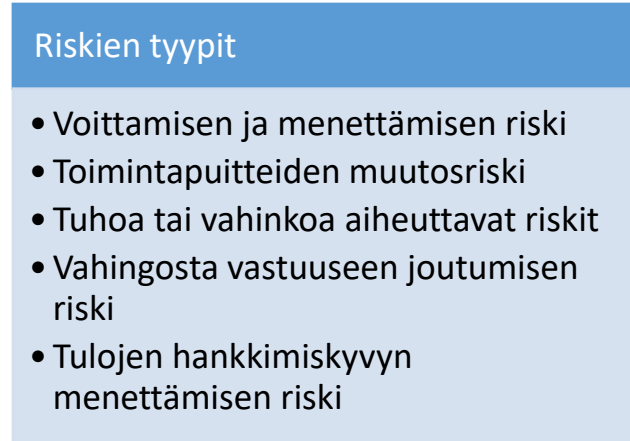 Riskien tyypit
• Voittamisen ja menettämisen riski
• Toimintapuitteiden muutosriski
• Tuhoa tai vahinkoa aiheuttavat riskit
• Vahingosta vastuuseen joutumisen
riski
• Tulojen hankkimiskyvyn
menettämisen riski